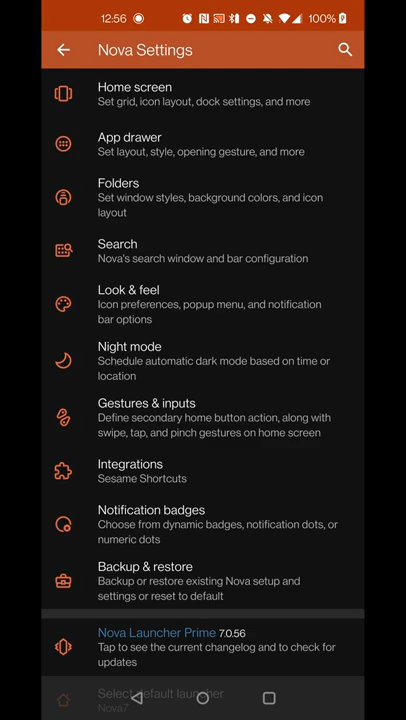 12:56
100%
Nova Settings
Home screen
Set grid, icon layout, dock settings, and more
App drawer
Set layout, style, opening gesture, and more
Folders
Set window styles, background colors, and icon
layout
Search
Nova's search window and bar configuration
Look & feel
Icon preferences, popup menu, and notification
bar options
Night mode
Schedule automatic dark mode based on time or
location
Gestures & inputs
Define secondary home button action, along with
swipe, tap, and pinch gestures on home screen
Integrations
Sesame Shortcuts
Notification badges
Choose from dynamic badges, notification dots, or
numeric dots
Backup & restore
Backup or restore existing Nova setup and
settings or reset to default
Nova Launcher Prime 7.0.56
Tap to see the current changelog and to check for
updates
Select default launcher
Nova7